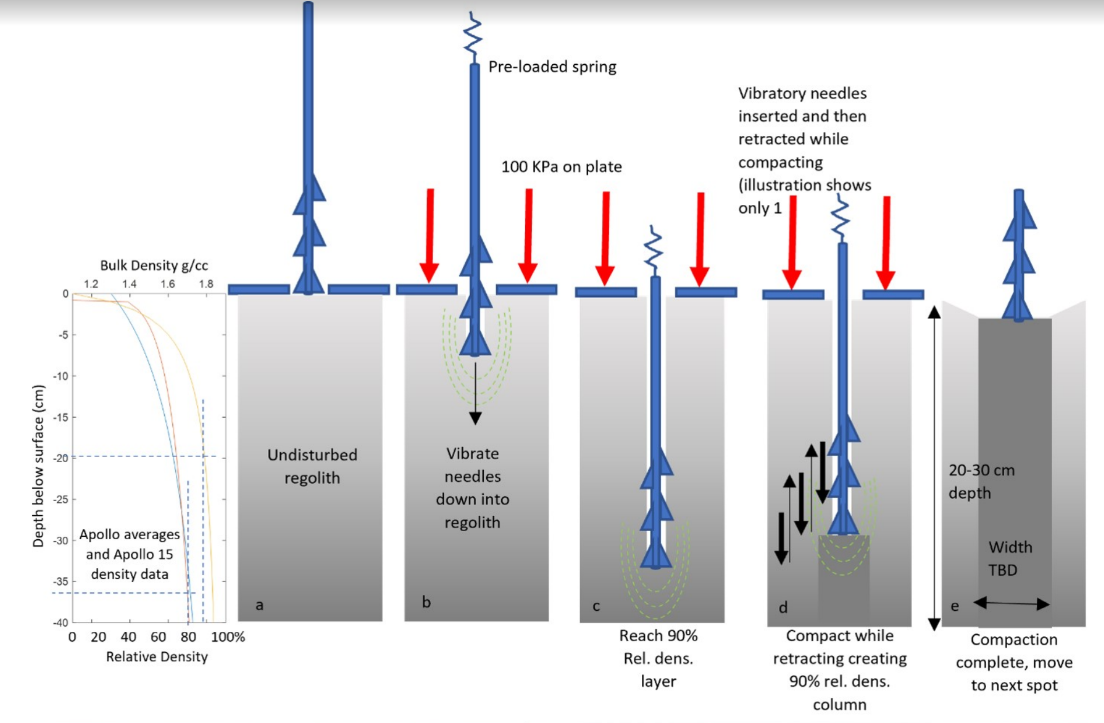 Pre-loaded spring
Vibratory needles
inserted and then
retracted while
compacting
(illustration shows
only 1
100 KPa on plate
Bulk Density g/cc
1.2 1.4 1.6 1.8
0
-5
-10
-15
-20
-25
-30
-35
-40
Depth below surface (cm)
Apollo averages
and Apollo 15
density data
0 20 40 60 80 100%
Relative Density
Undisturbed
regolith
a
Vibrate
needles
down into
regolith
b
c
Reach 90%
Rel. dens.
layer
d
Compact while
retracting creating
90% rel. dens.
column
20-30 cm
depth
Width
TBD
e
Compaction
complete, move
to next spot